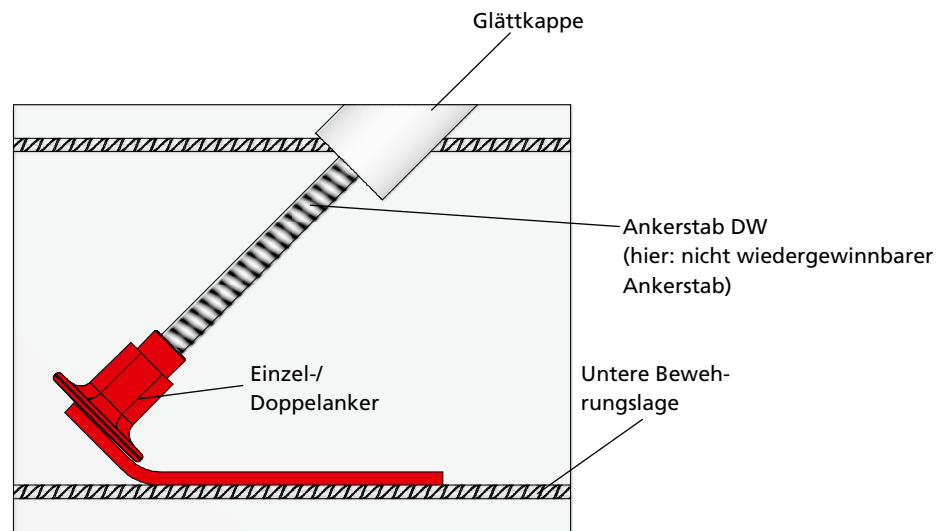 Glättkappe
Ankerstab DW
(hier: nicht wiedergewinnbarer
Ankerstab)
Einzel-/
Doppelanker
Untere Beweh-
rungslage